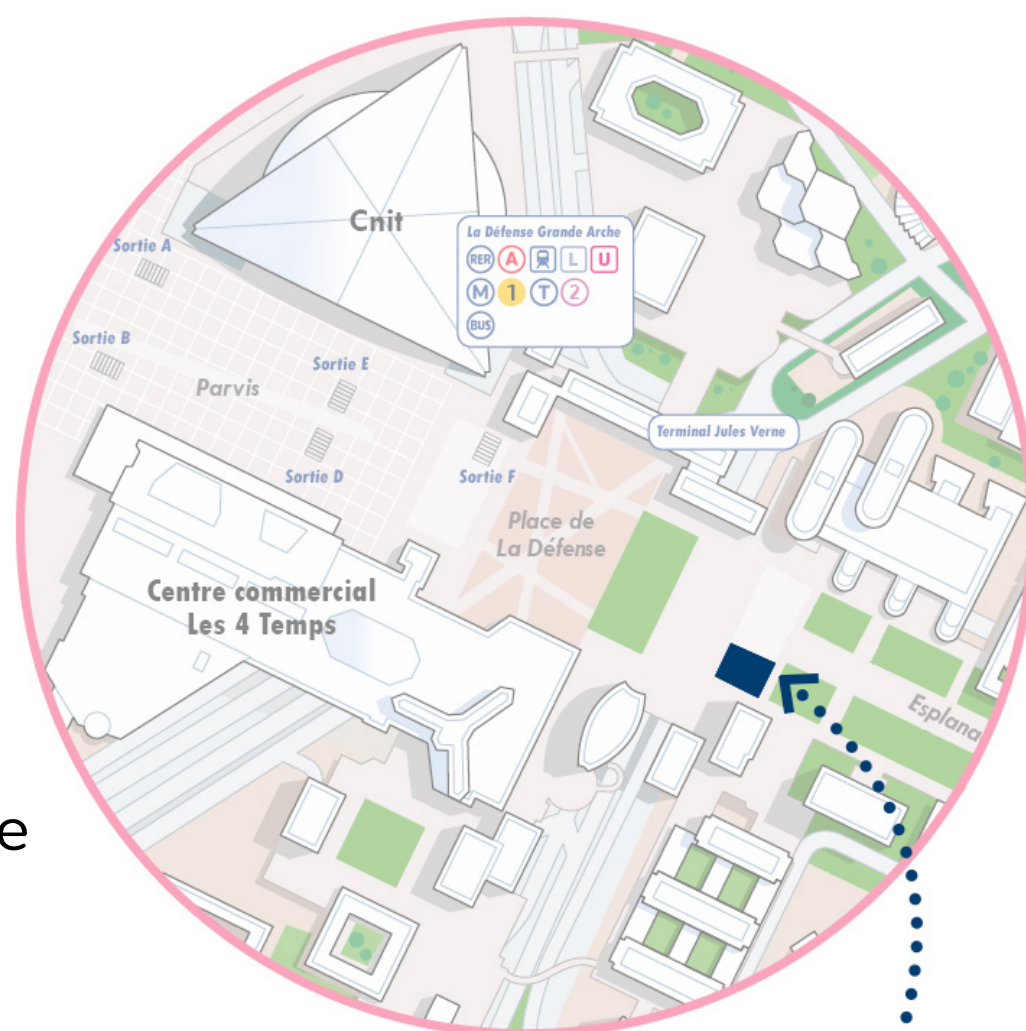 Cnit
La Défense Grande Arche
RER A L U
M 1 T 2
BUS
Sortie A
Sortie B
Sortie E
Parvis
Terminal Jules Verne
Sortie D
Sortie F
Place de
La Défense
Centre commercial
Les 4 Temps
Esplana
e